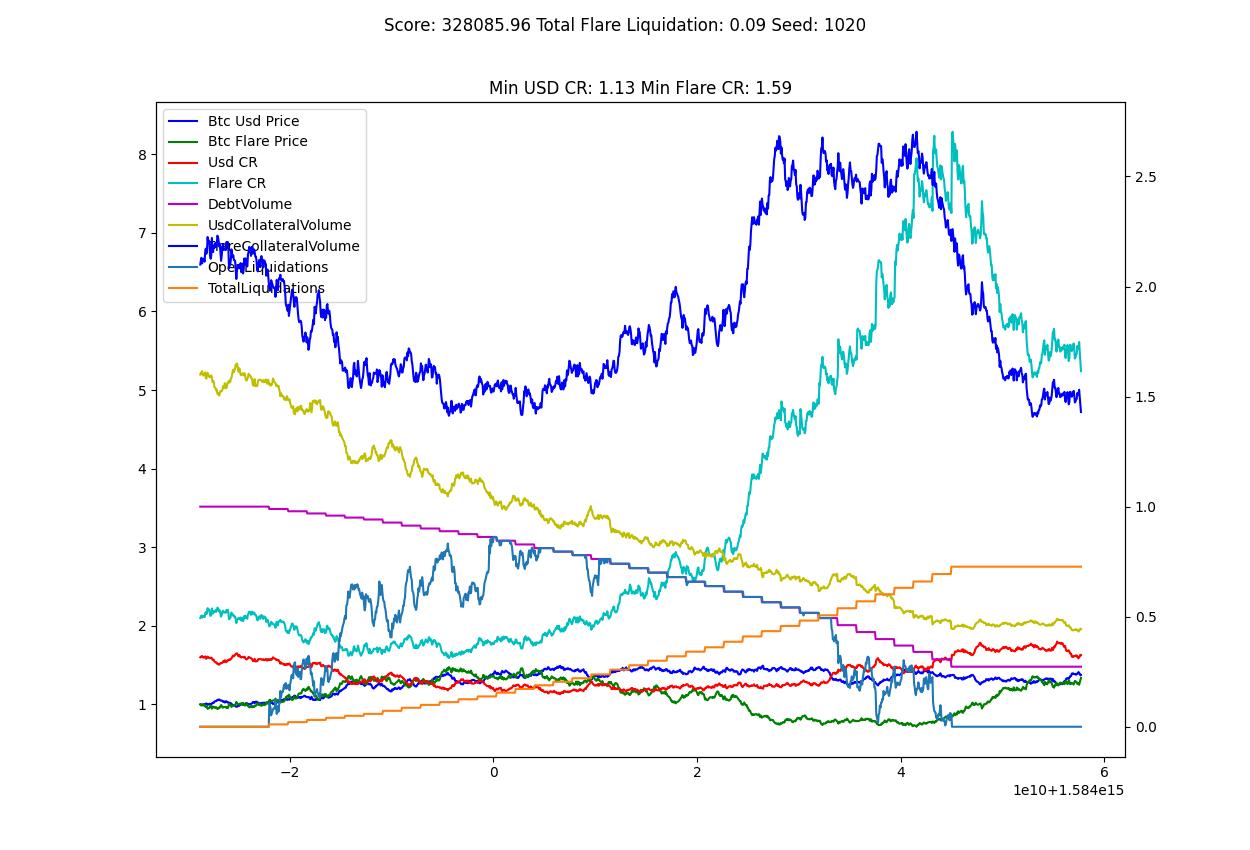 Score: 328085.96 Total Flare Liquidation: 0.09 Seed: 1020
Min USD CR: 1.13 Min Flare CR: 1.59
Btc Usd Price
Btc Flare Price
Usd CR
Flare CR
DebtVolume
UsdCollateralVolume
FlareCollateralVolume
OpenLiquidations
TotalLiquidations
8
7
6
5
4
3
2
1
2.5
2.0
1.5
1.0
0.5
0.0
−2
0
2
4
6
1e10+1.584e15